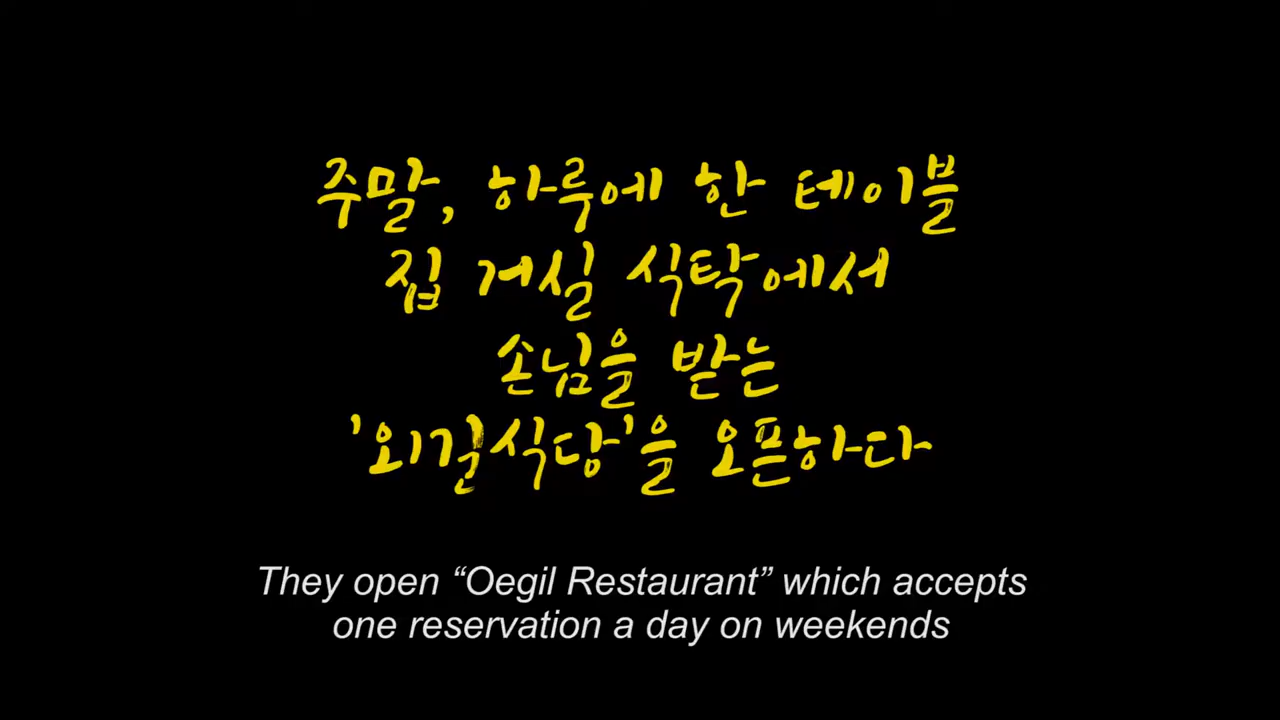 주말, 하루에 한 테이블
집 거실 식탁에서
손님을 받는
'외길식당'을 오픈하다
They open “Oegil Restaurant” which accepts
one reservation a day on weekends